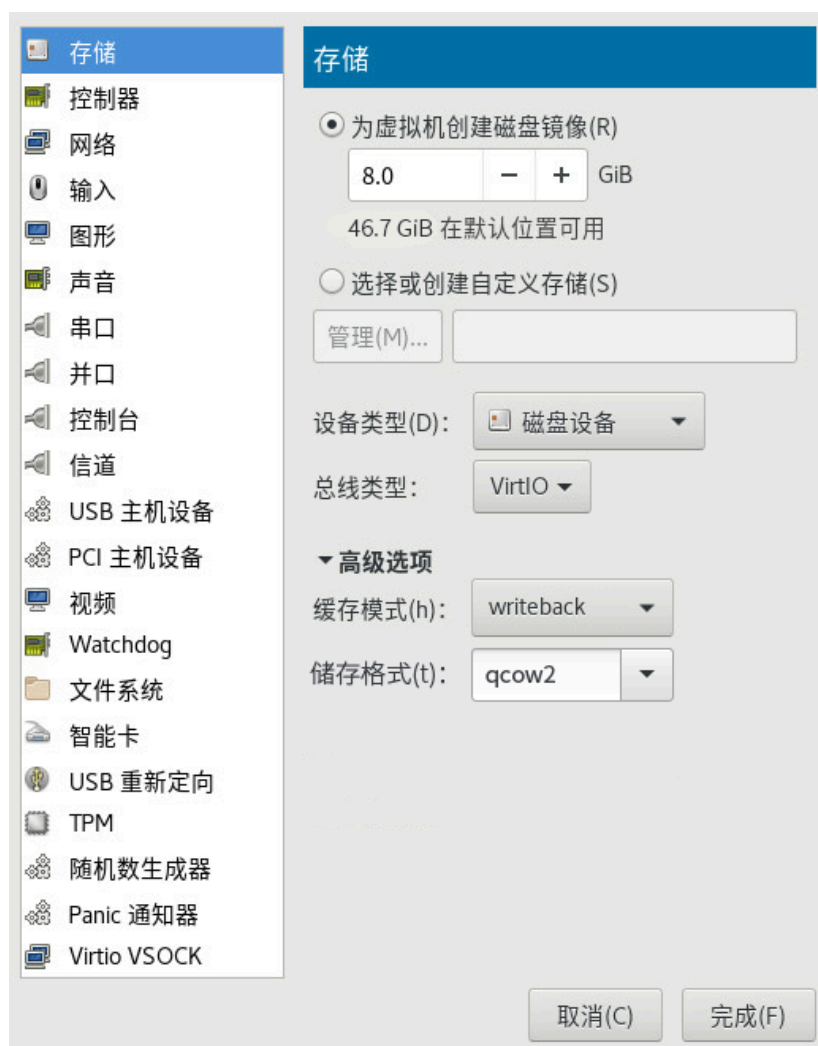 存储
控制器
网络
输入
图形
声音
串口
并口
控制台
信道
USB 主机设备
PCI 主机设备
视频
Watchdog
文件系统
智能卡
USB 重新定向
TPM
随机数生成器
Panic 通知器
Virtio VSOCK
存储
为虚拟机创建磁盘镜像(R)
8.0 − + GiB
46.7 GiB 在默认位置可用
选择或创建自定义存储(S)
管理(M)...
设备类型(D): 磁盘设备
总线类型: VirtIO
高级选项
缓存模式(h): writeback
储存格式(t): qcow2
取消(C) 完成(F)